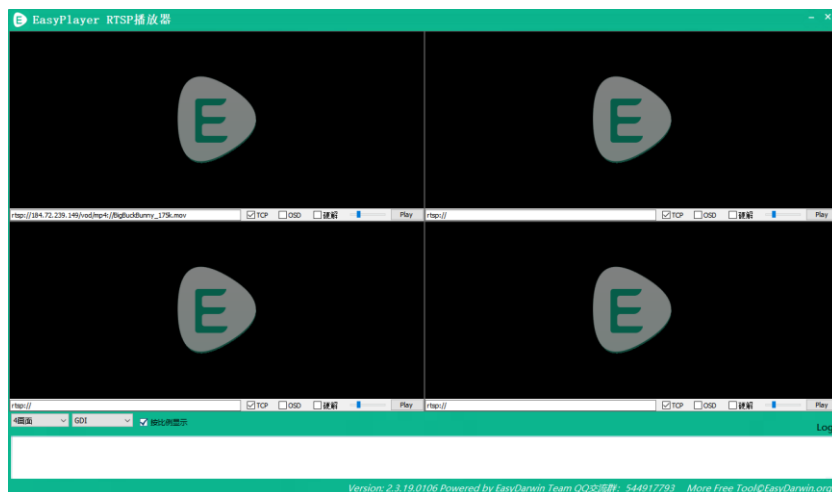 EasyPlayer RTSP播放器
rtsp://184.72.239.149/vod/mp4://BigBuckBunny_175k.mov TCP OSD 硬解 Play rtsp:// TCP OSD 硬解 Play
rtsp:// TCP OSD 硬解 Play rtsp:// TCP OSD 硬解 Play
4画面 GDI 按比例显示
Log
Version: 2.3.19.0106 Powered by EasyDarwin Team QQ交流群：544917793 More Free Tool©EasyDarwin.org